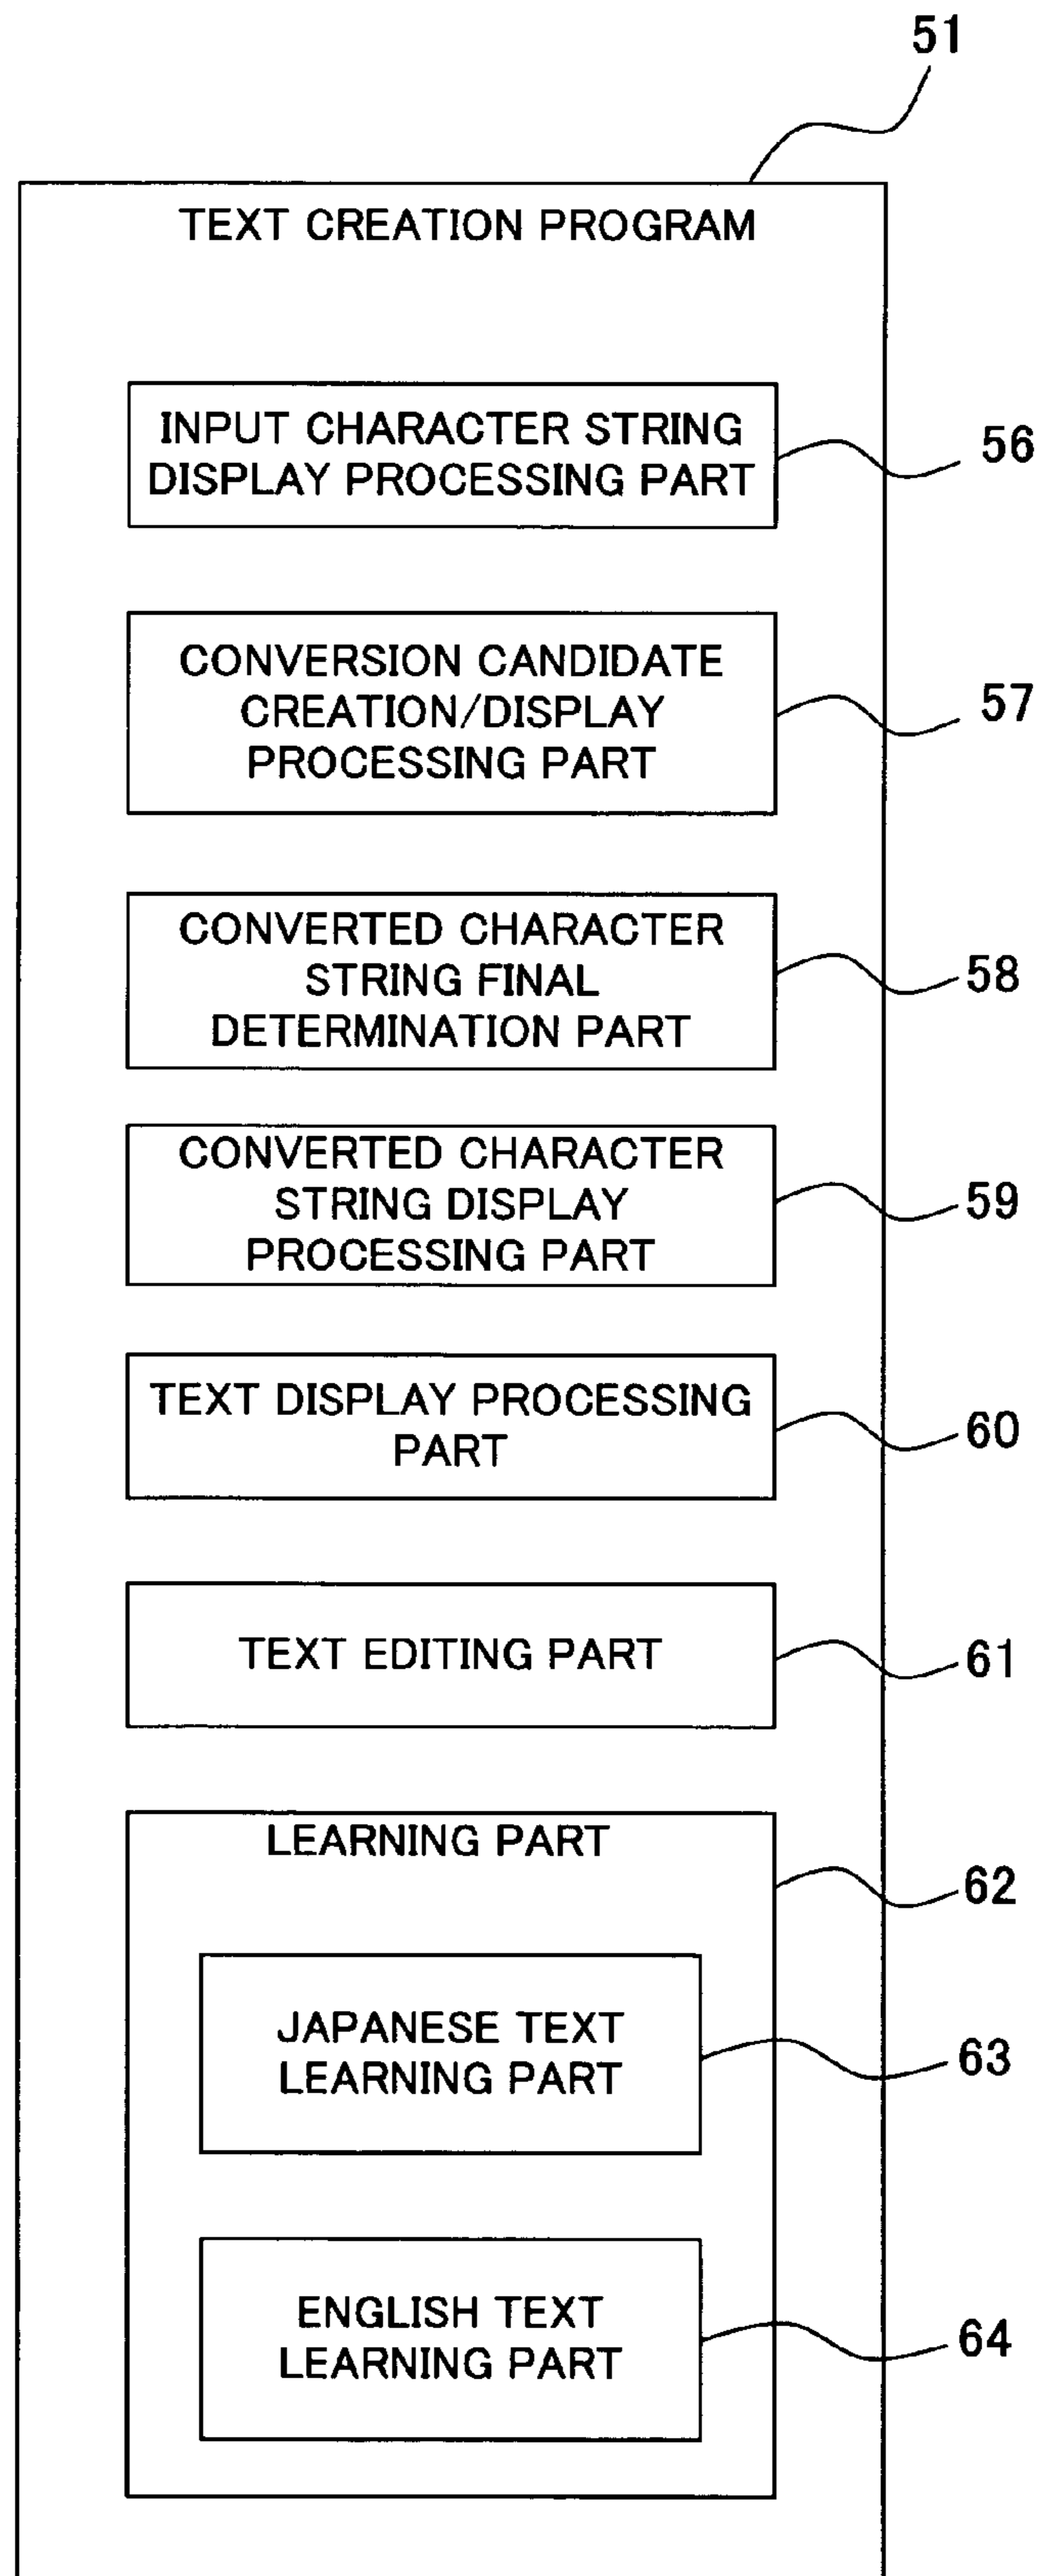 51
TEXT CREATION PROGRAM
INPUT CHARACTER STRING
DISPLAY PROCESSING PART
56
CONVERSION CANDIDATE
CREATION/DISPLAY
PROCESSING PART
57
CONVERTED CHARACTER
STRING FINAL
DETERMINATION PART
58
CONVERTED CHARACTER
STRING DISPLAY
PROCESSING PART
59
TEXT DISPLAY PROCESSING
PART
60
TEXT EDITING PART
61
LEARNING PART
62
JAPANESE TEXT
LEARNING PART
63
ENGLISH TEXT
LEARNING PART
64